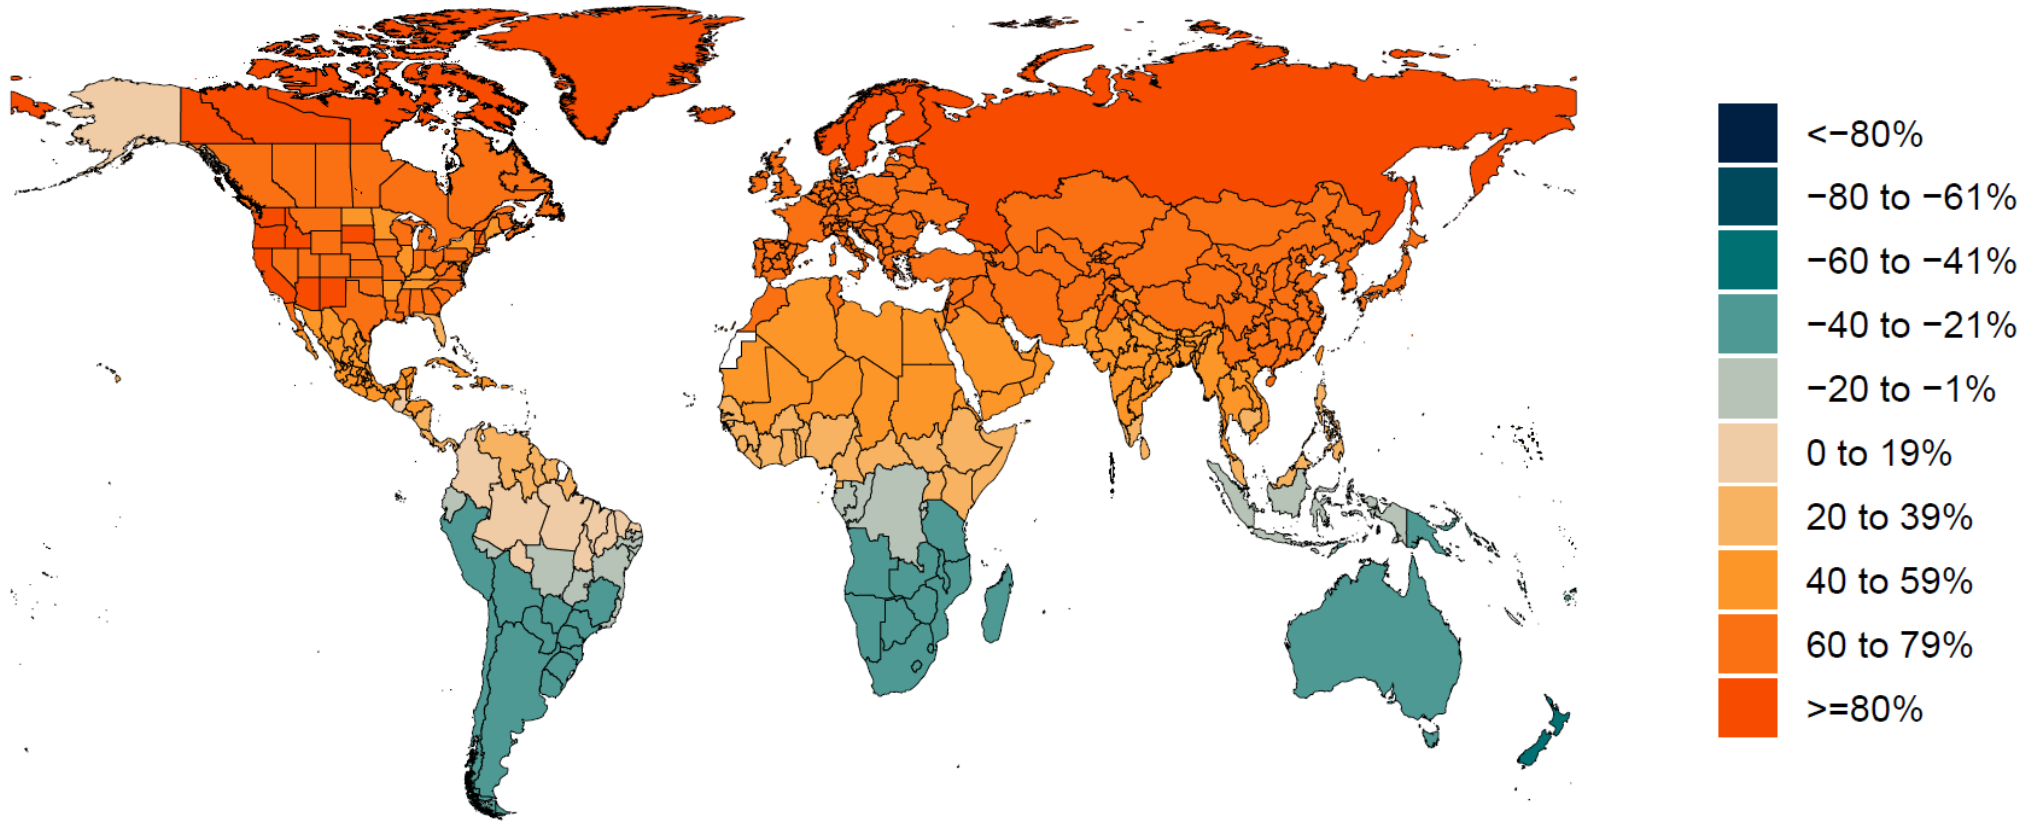 <−80%
−80 to −61%
−60 to −41%
−40 to −21%
−20 to −1%
0 to 19%
20 to 39%
40 to 59%
60 to 79%
>=80%